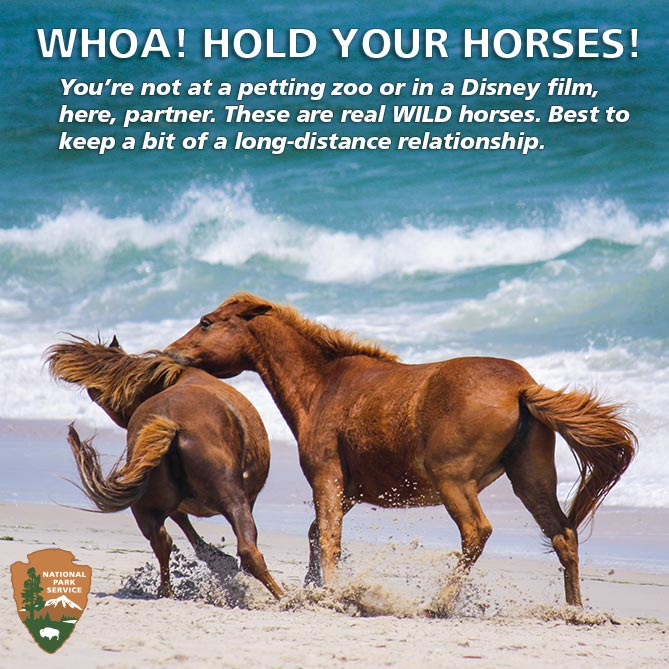 WHOA! HOLD YOUR HORSES!
You’re not at a petting zoo or in a Disney film,
here, partner. These are real WILD horses. Best to
keep a bit of a long-distance relationship.
NATIONAL
PARK
SERVICE